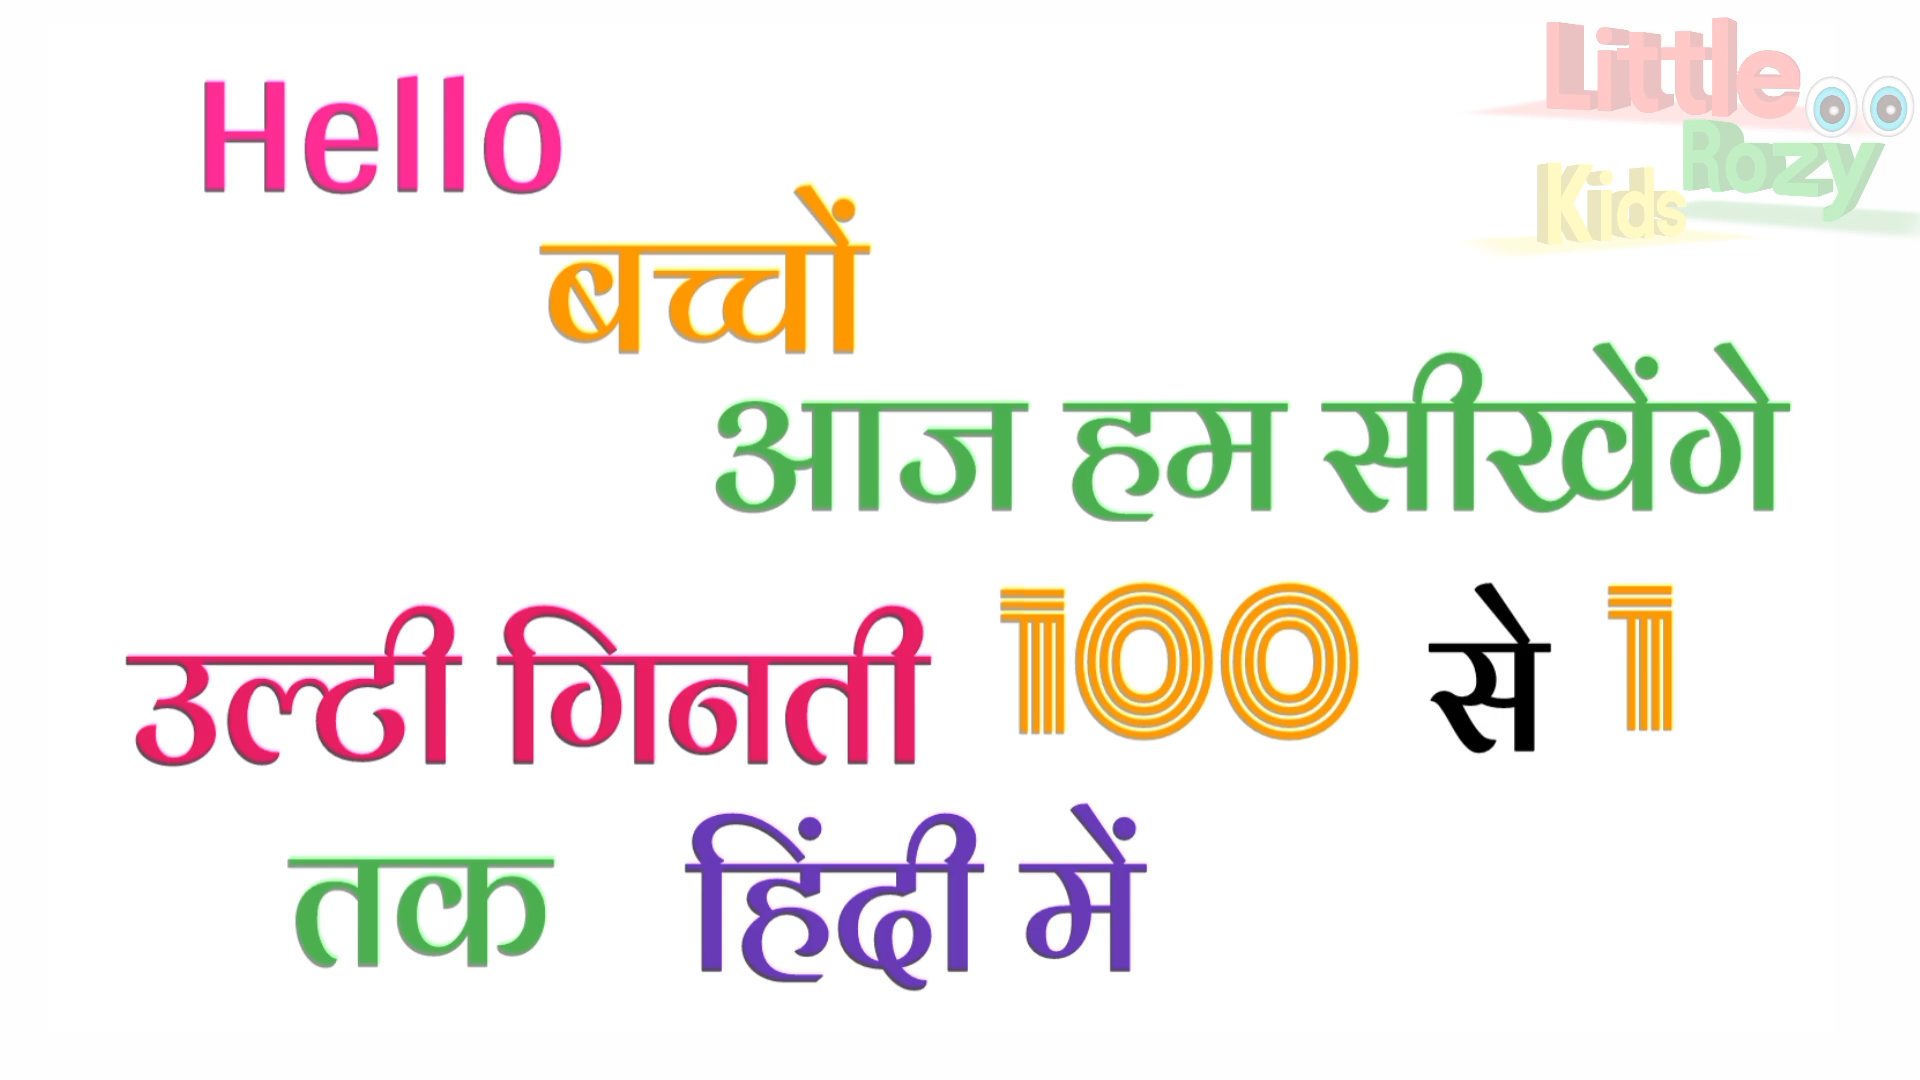 Hello
बच्चों
आज हम सीखेंगे
उल्टी गिनती 100 से 1
तक हिंदी में
Little
Rozy
Kids